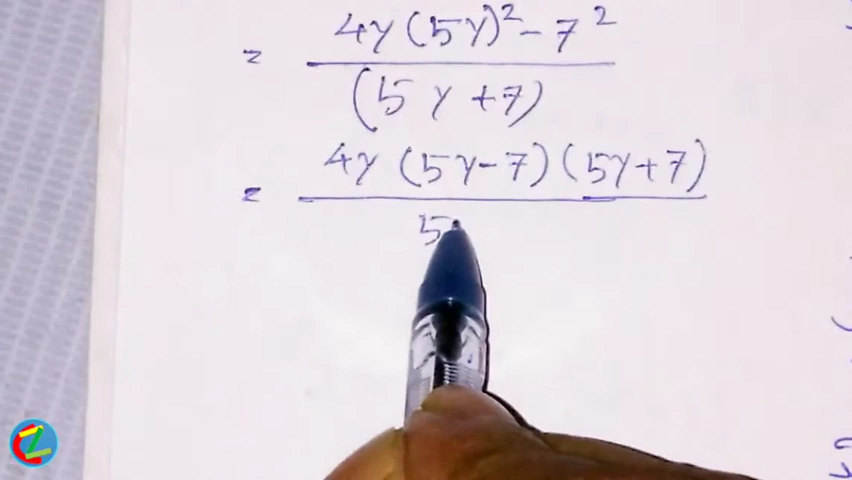 = 4y(5y)² - 7² / (5y + 7)
= 4y (5y - 7) (5y + 7) / 5